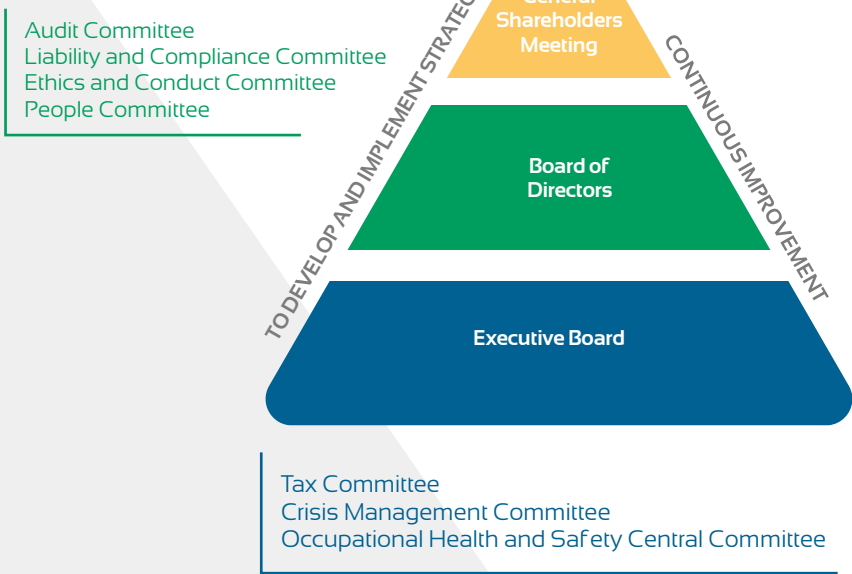 General
Shareholders
Meeting
Audit Committee
Liability and Compliance Committee
Ethics and Conduct Committee
People Committee
TO DEVELOP AND IMPLEMENT
CONTINUOUS IMPROVEMENT
Board of
Directors
Executive Board
Tax Committee
Crisis Management Committee
Occupational Health and Safety Central Committee